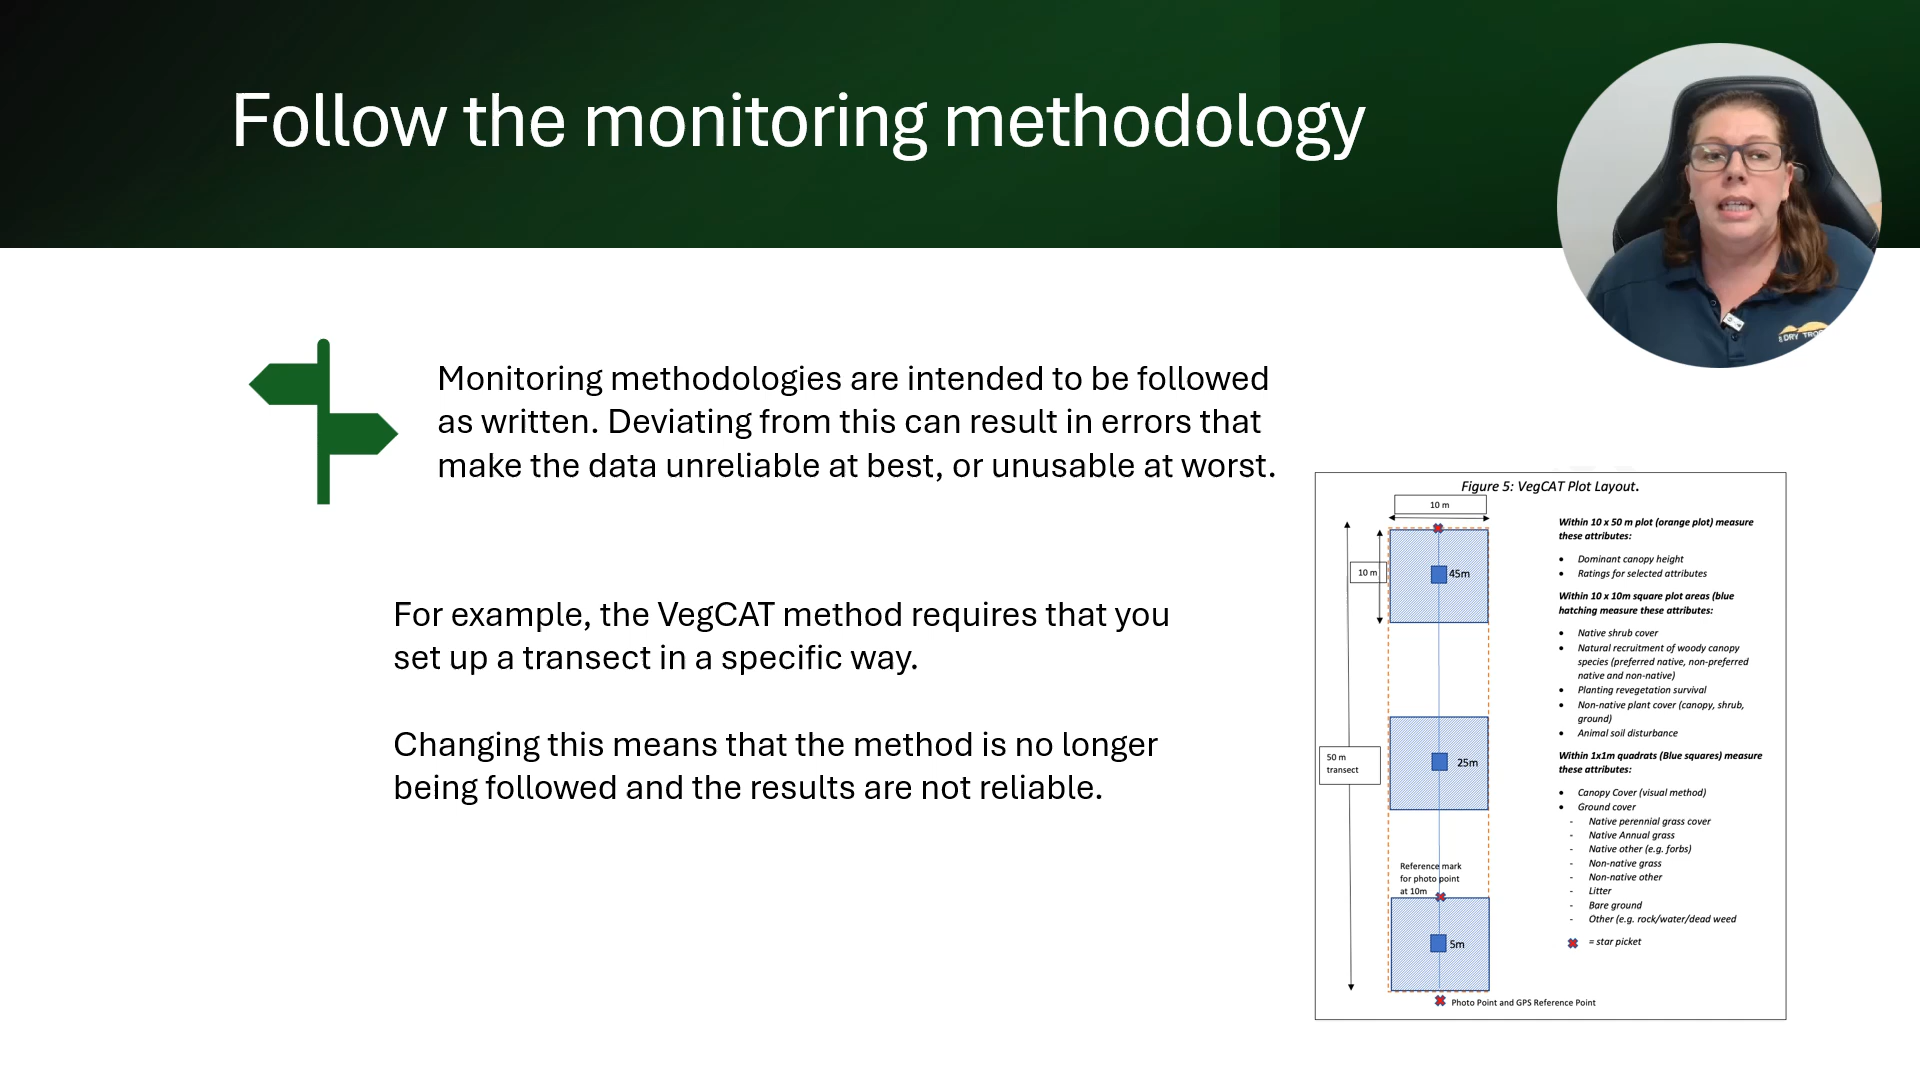 Follow the monitoring methodology
Monitoring methodologies are intended to be followed
as written. Deviating from this can result in errors that
make the data unreliable at best, or unusable at worst.
For example, the VegCAT method requires that you
set up a transect in a specific way.
Changing this means that the method is no longer
being followed and the results are not reliable.
Figure 5: VegCAT Plot Layout.
10 m
10 m
45m
50 m
transect
25m
Reference mark
for photo point
at 10m
5m
Photo Point and GPS Reference Point
Within 10 x 50 m plot (orange plot) measure
these attributes:
• Dominant canopy height
• Ratings for selected attributes
Within 10 x 10m square plot areas (blue
hatching measure these attributes:
• Native shrub cover
• Natural recruitment of woody canopy
species (preferred native, non-preferred
native and non-native)
• Planting revegetation survival
• Non-native plant cover (canopy, shrub,
ground)
• Animal soil disturbance
Within 1x1m quadrats (Blue squares) measure
these attributes:
• Canopy Cover (visual method)
• Ground cover
- Native perennial grass cover
- Native Annual grass
- Native other (e.g. forbs)
- Non-native grass
- Non-native other
- Litter
- Bare ground
- Other (e.g. rock/water/dead weed
= star picket
DRY